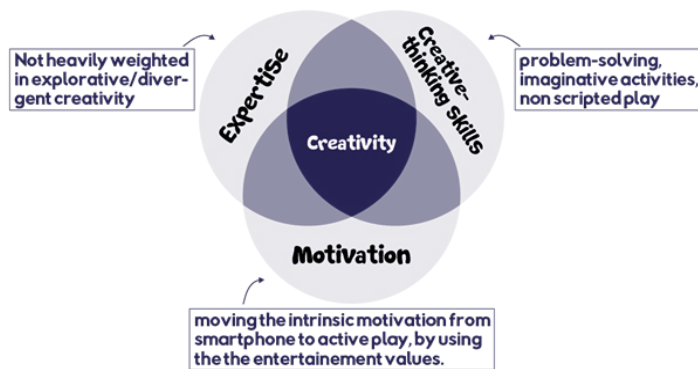 Not heavily weighted
in explorative/diver-
gent creativity
Expertise
Creative-
thinking skills
problem-solving,
imaginative activities,
non scripted play
Creativity
Motivation
moving the intrinsic motivation from
smartphone to active play, by using
the the entertainement values.